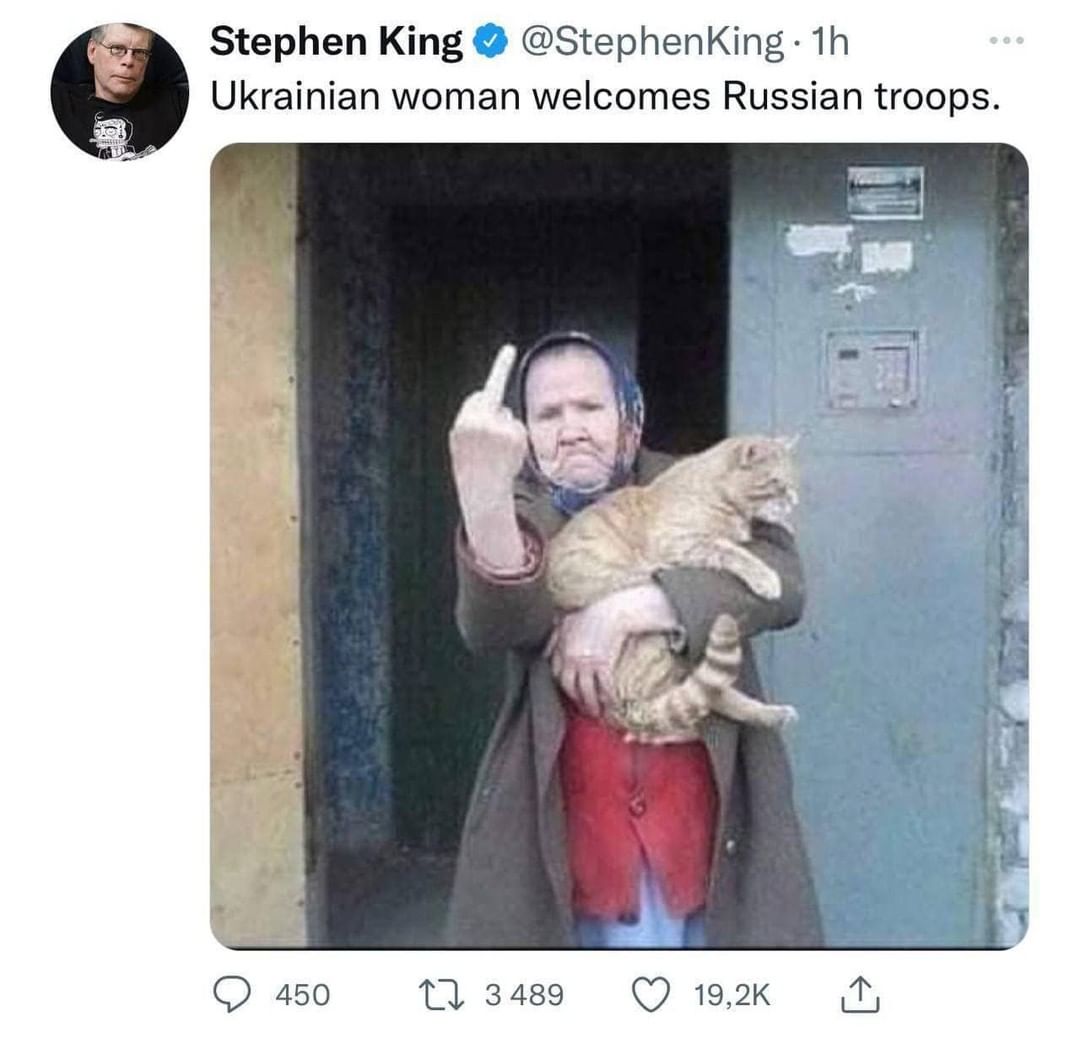 Stephen King @StephenKing · 1h
Ukrainian woman welcomes Russian troops.
450 3 489 19,2K